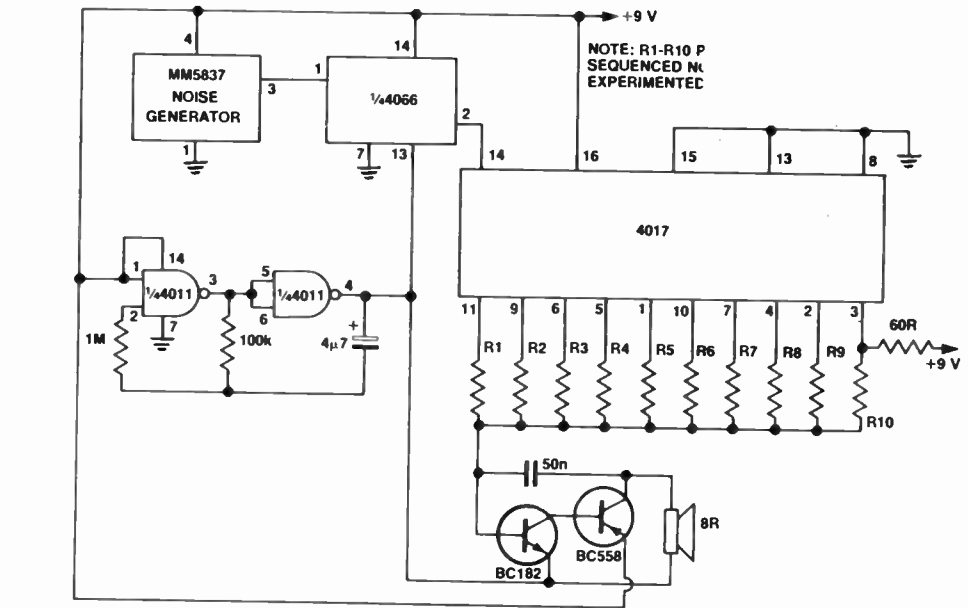 +9 V
NOTE: R1-R10 P
SEQUENCED
EXPERIMENTED
4
14
MM5837
NOISE
GENERATOR
3
1
¼4066
2
1
7
13
14
16
15
13
8
4017
1
14
3
¼4011
2
7
5
6
¼4011
4
1M
100k
+
4µ7
11
9
6
5
1
10
7
4
2
3
R1
R2
R3
R4
R5
R6
R7
R8
R9
R10
60R
+9 V
50n
BC182
BC558
8R